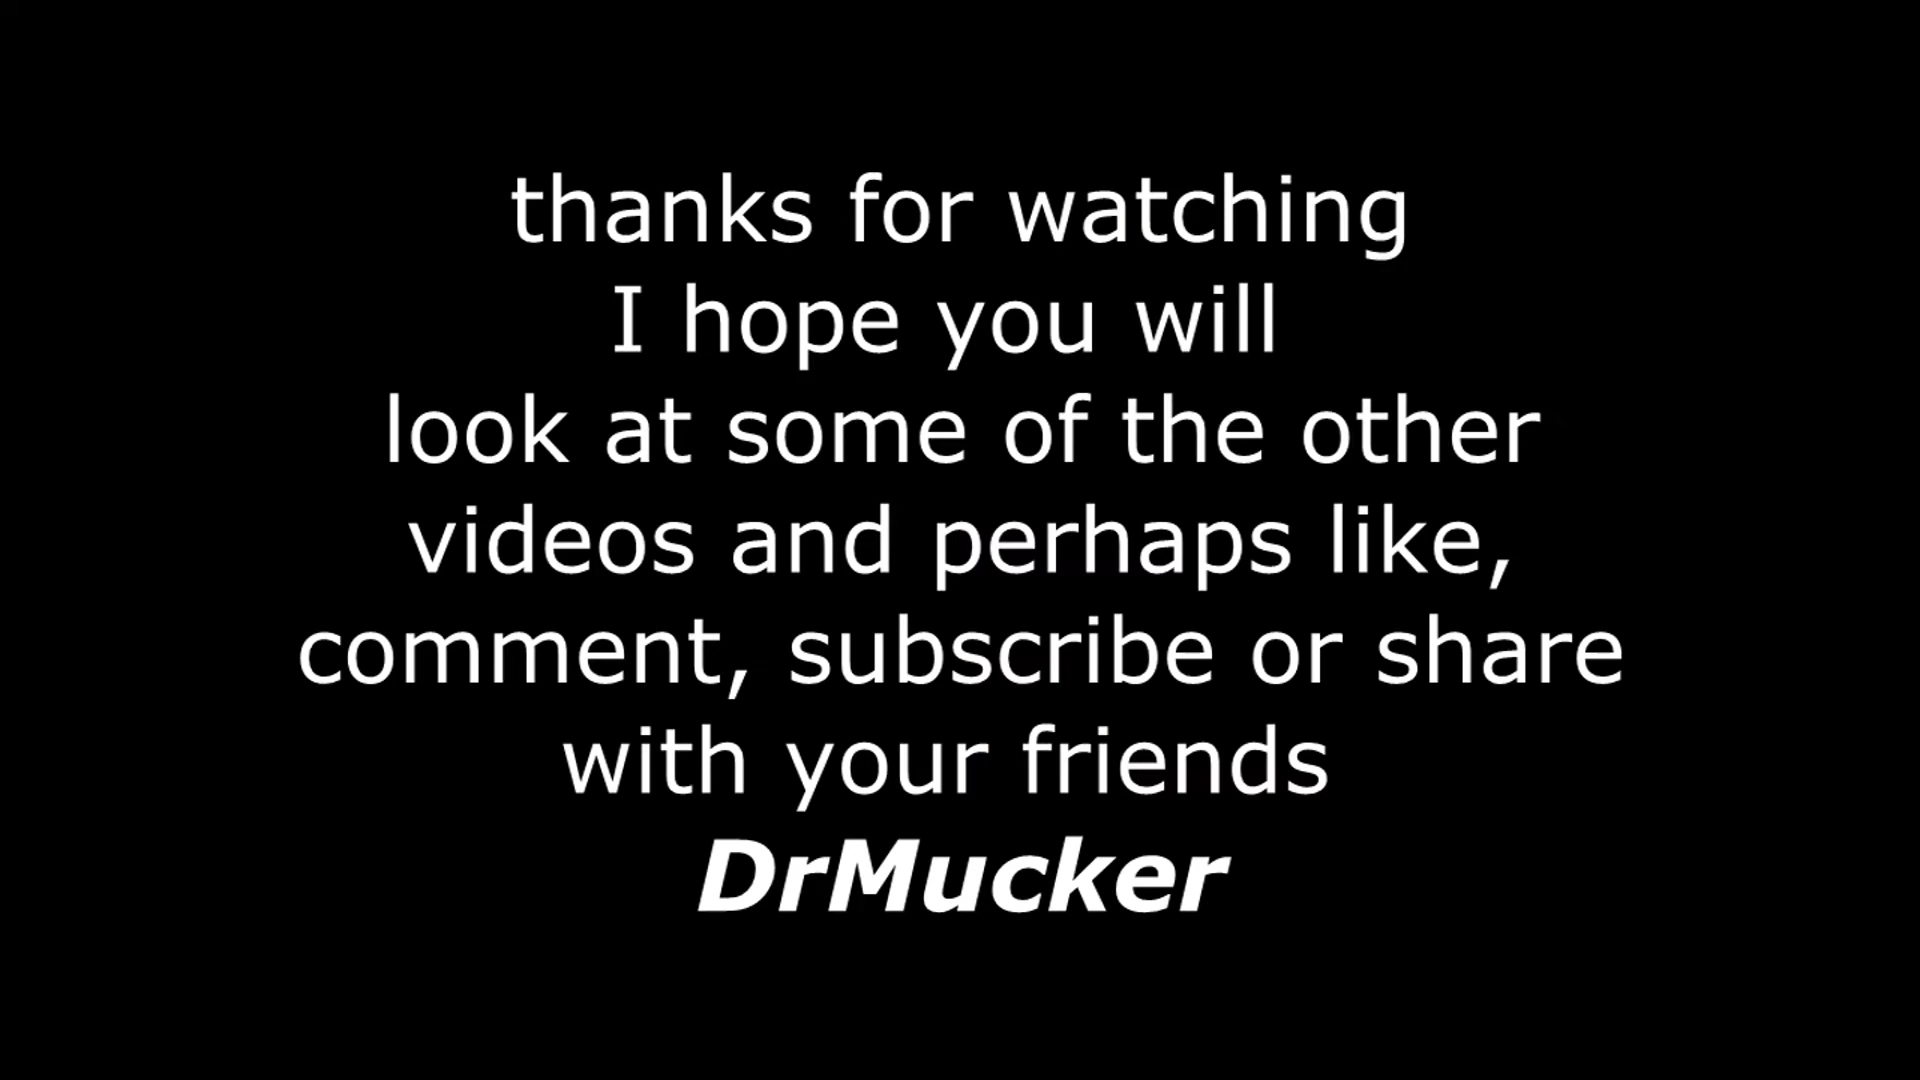 thanks for watching
I hope you will
look at some of the other
videos and perhaps like,
comment, subscribe or share
with your friends
DrMucker